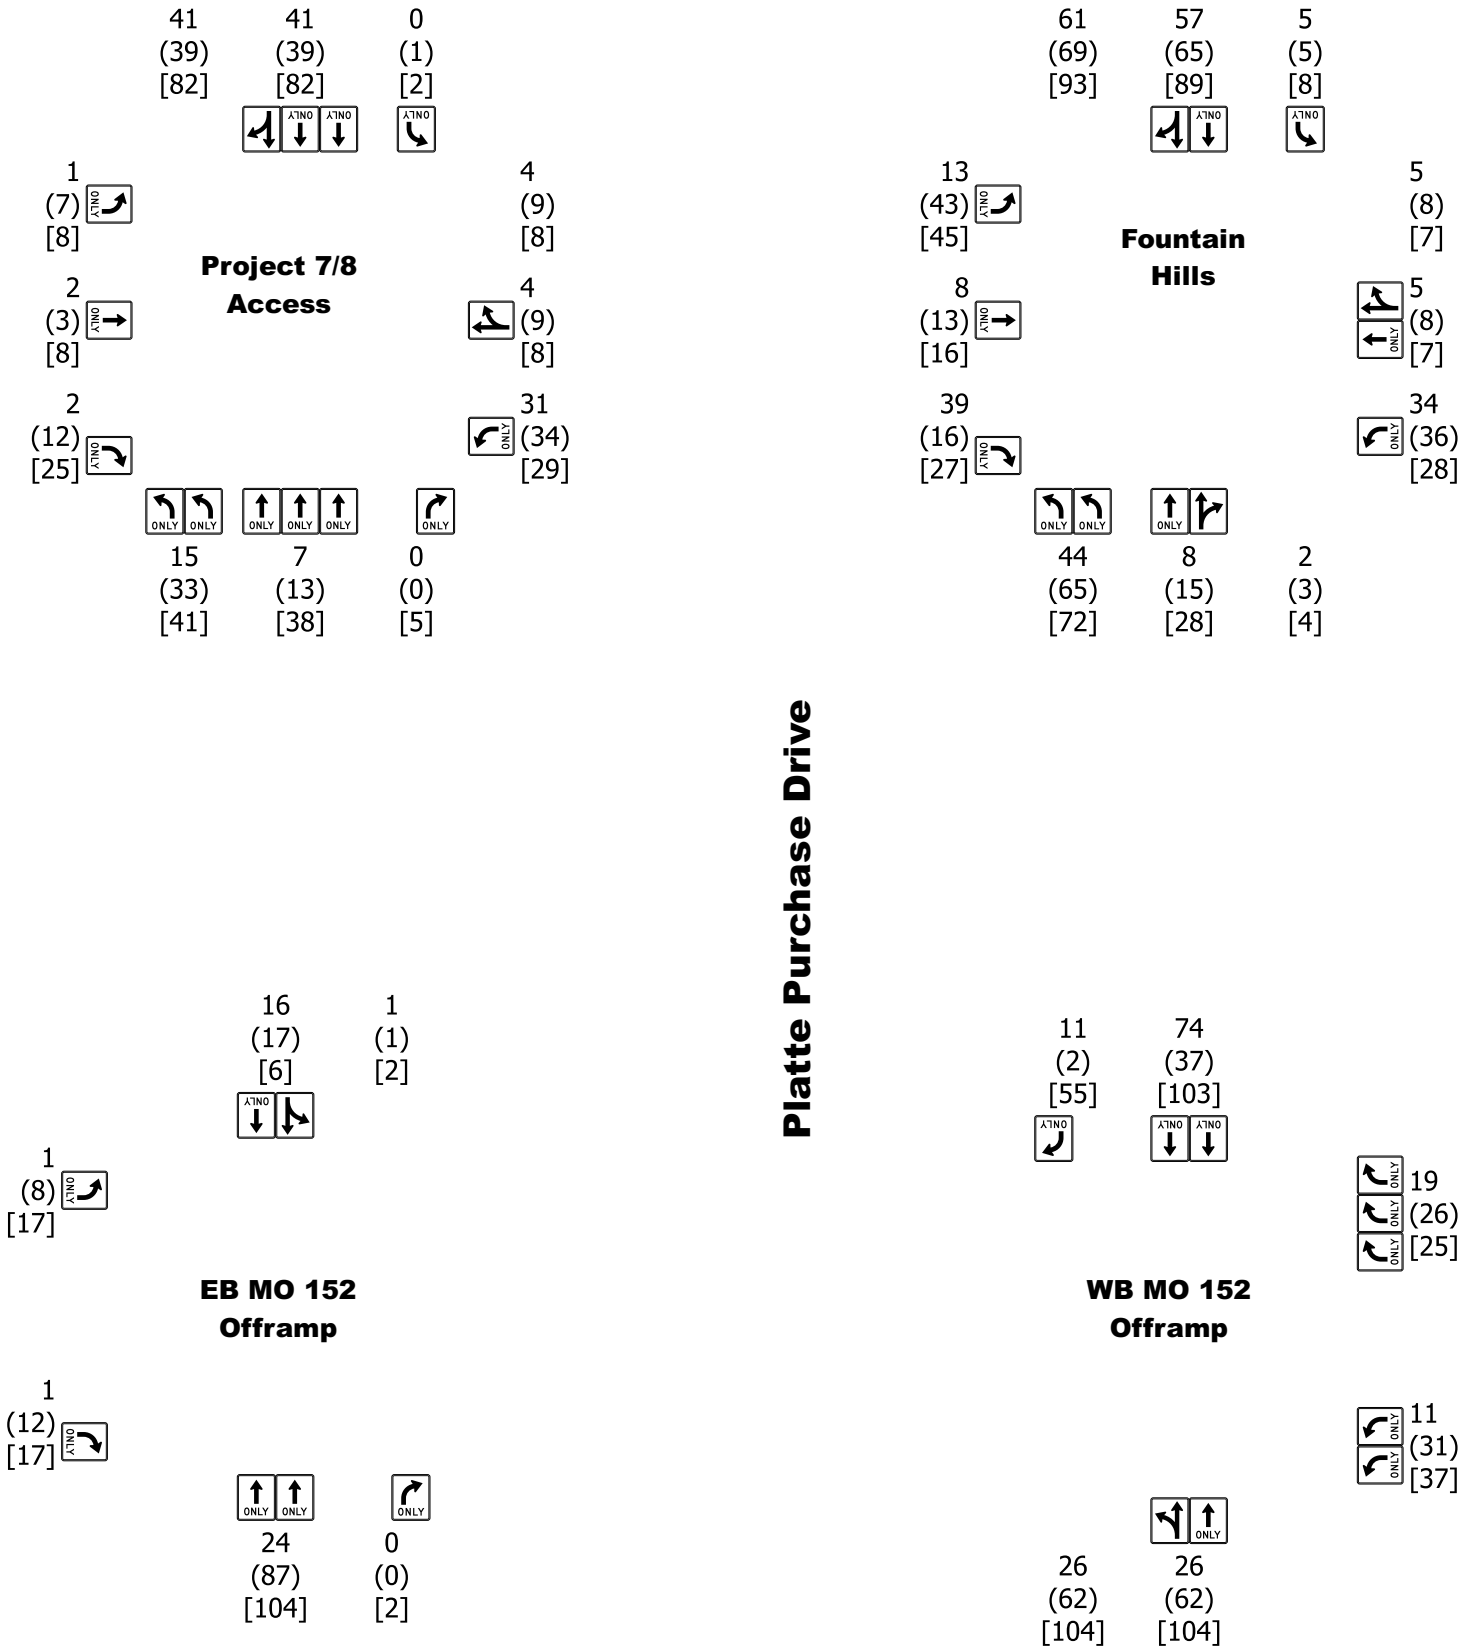 41 41 0
(39) (39) (1)
[82] [82] [2]
ONLY ONLY ONLY
1
(7) ONLY
[8]
4
(9)
[8]
Project 7/8
Access
2
(3) ONLY
[8]
4
(9)
[8]
2
(12) ONLY
[25]
31
ONLY (34)
[29]
ONLY ONLY ONLY ONLY ONLY ONLY
15 7 0
(33) (13) (0)
[41] [38] [5]
61 57 5
(69) (65) (5)
[93] [89] [8]
ONLY ONLY
13
(43) ONLY
[45]
5
(8)
[7]
Fountain
Hills
8
(13) ONLY
[16]
5
(8)
ONLY [7]
39
(16) ONLY
[27]
34
ONLY (36)
[28]
ONLY ONLY ONLY
44 8 2
(65) (15) (3)
[72] [28] [4]
Platte Purchase Drive
16 1
(17) (1)
[6] [2]
ONLY
1
(8) ONLY
[17]
EB MO 152
Offramp
1
(12) ONLY
[17]
ONLY ONLY ONLY
24 0
(87) (0)
[104] [2]
11 74
(2) (37)
[55] [103]
ONLY ONLY ONLY
ONLY 19
ONLY (26)
ONLY [25]
WB MO 152
Offramp
ONLY 11
(31)
ONLY [37]
ONLY
26 26
(62) (62)
[104] [104]